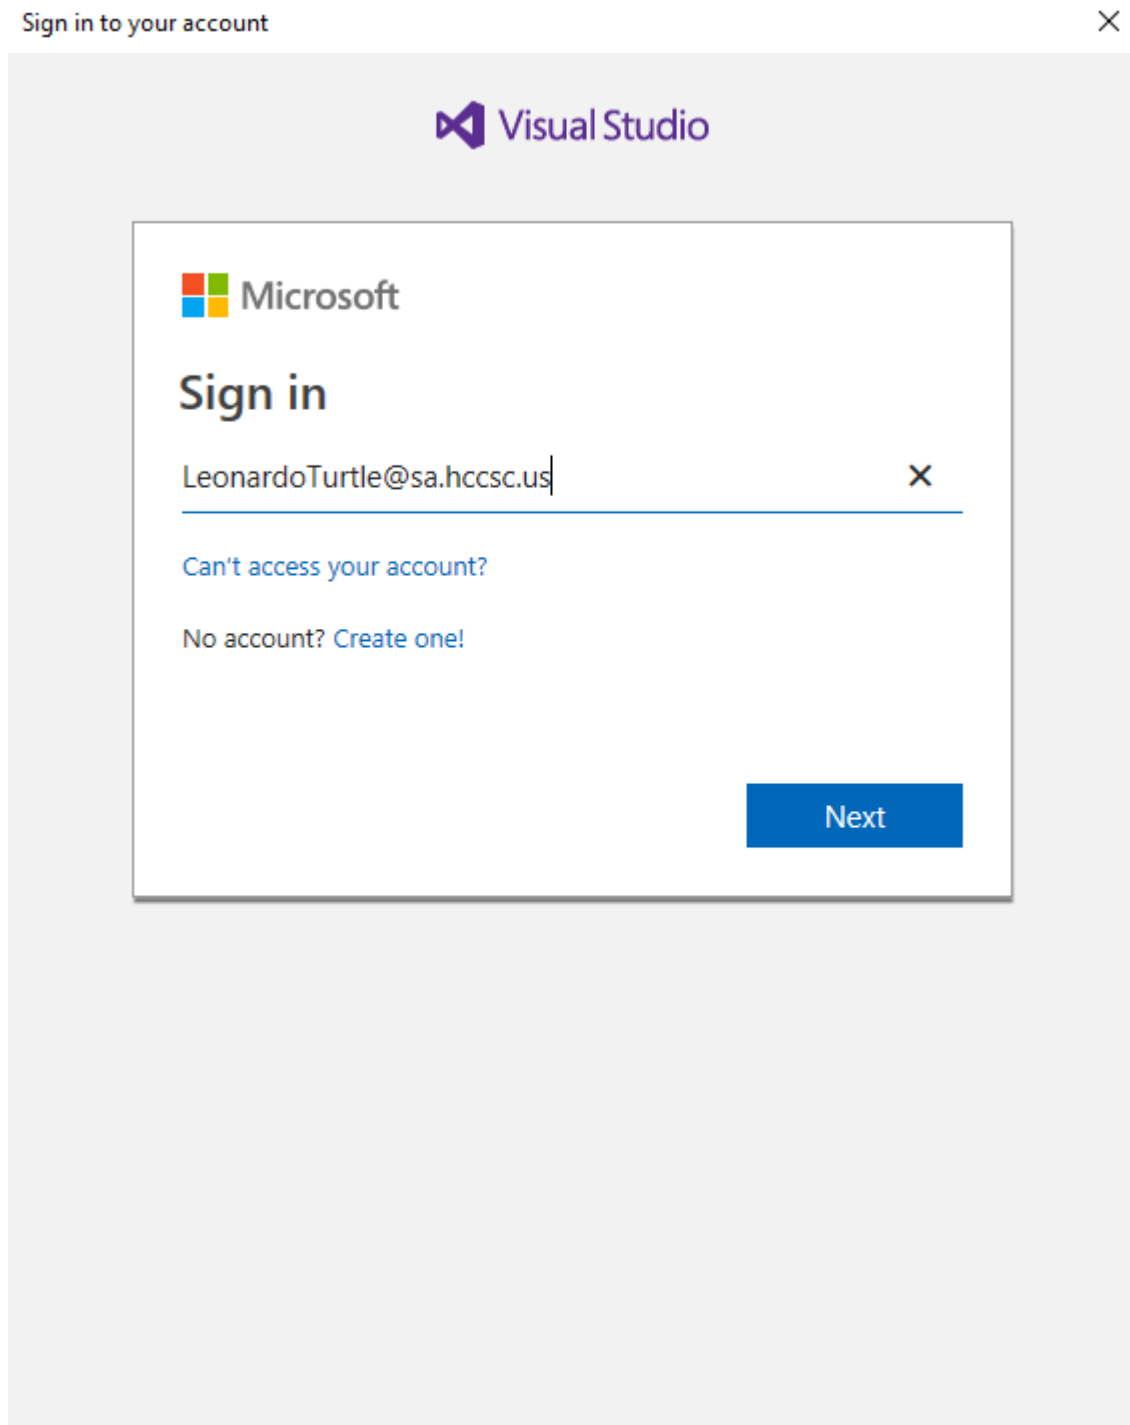 Sign in to your account
Visual Studio
Microsoft
Sign in
LeonardoTurtle@sa.hccsc.us
Can't access your account?
No account? Create one!
Next